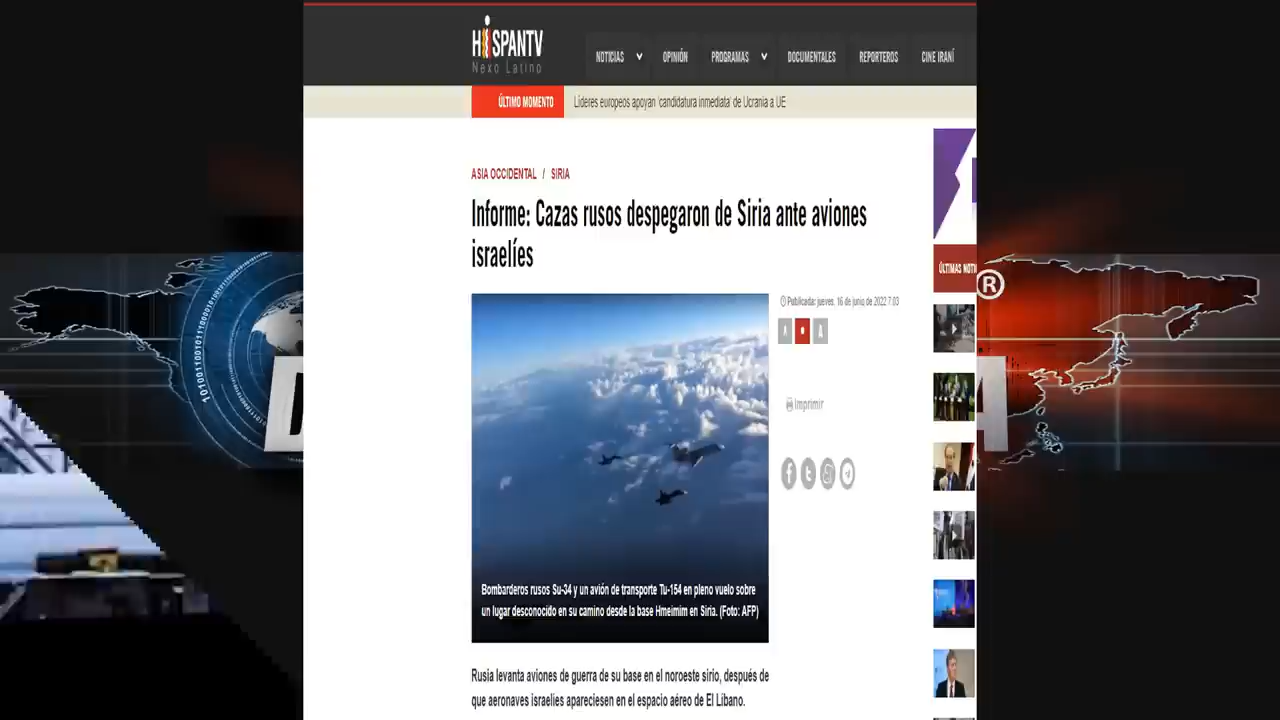 HiSPANTV
Nexo Latino
NOTICIAS
OPINIÓN
PROGRAMAS
DOCUMENTALES
REPORTEROS
CINE IRANÍ
ÚLTIMO MOMENTO
Líderes europeos apoyan 'candidatura inmediata' de Ucrania a UE
ASIA OCCIDENTAL / SIRIA
Informe: Cazas rusos despegaron de Siria ante aviones
israelíes
Publicada: jueves, 16 de junio de 2022 7:03
A
A
Imprimir
ÚLTIMAS NOTI
®
D
A
Bombarderos rusos Su-34 y un avión de transporte Tu-154 en pleno vuelo sobre
un lugar desconocido en su camino desde la base Hmeimim en Siria. (Foto: AFP)
Rusia levanta aviones de guerra de su base en el noroeste sirio, después de
que aeronaves israelíes apareciesen en el espacio aéreo de El Líbano.